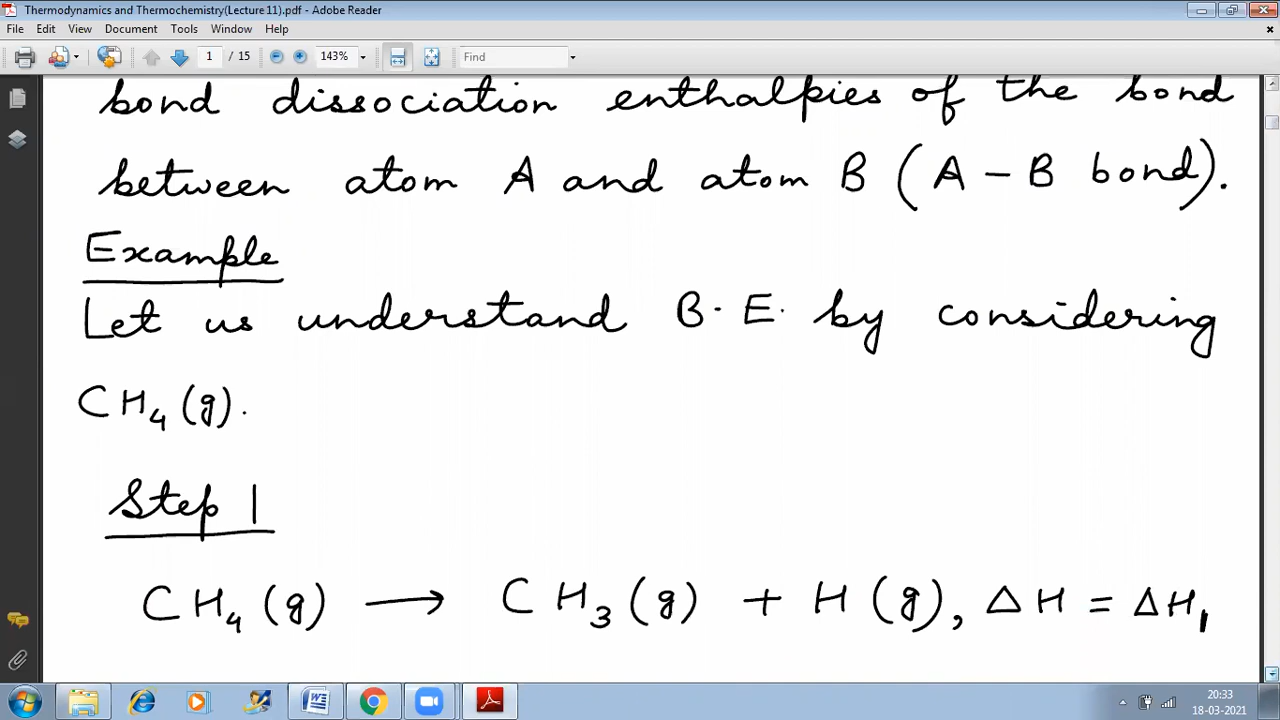 Thermodynamics and Thermochemistry(Lecture 11).pdf - Adobe Reader
File Edit View Document Tools Window Help
1 / 15 143% Find
bond dissociation enthalpies of the bond
between atom A and atom B (A - B bond).
Example
Let us understand B.E. by considering
CH₄(g).
Step 1
CH₄(g) → CH₃(g) + H(g), ΔH = ΔH₁
20:33
18-03-2021